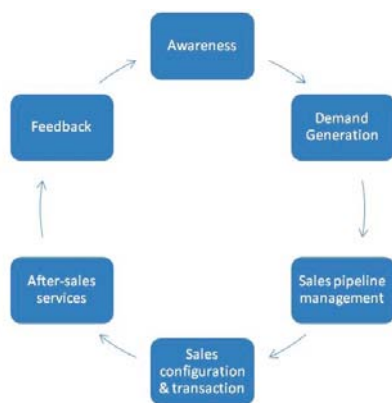 Awareness
Demand
Generation
Sales pipeline
management
Sales
configuration
& transaction
After-sales
services
Feedback